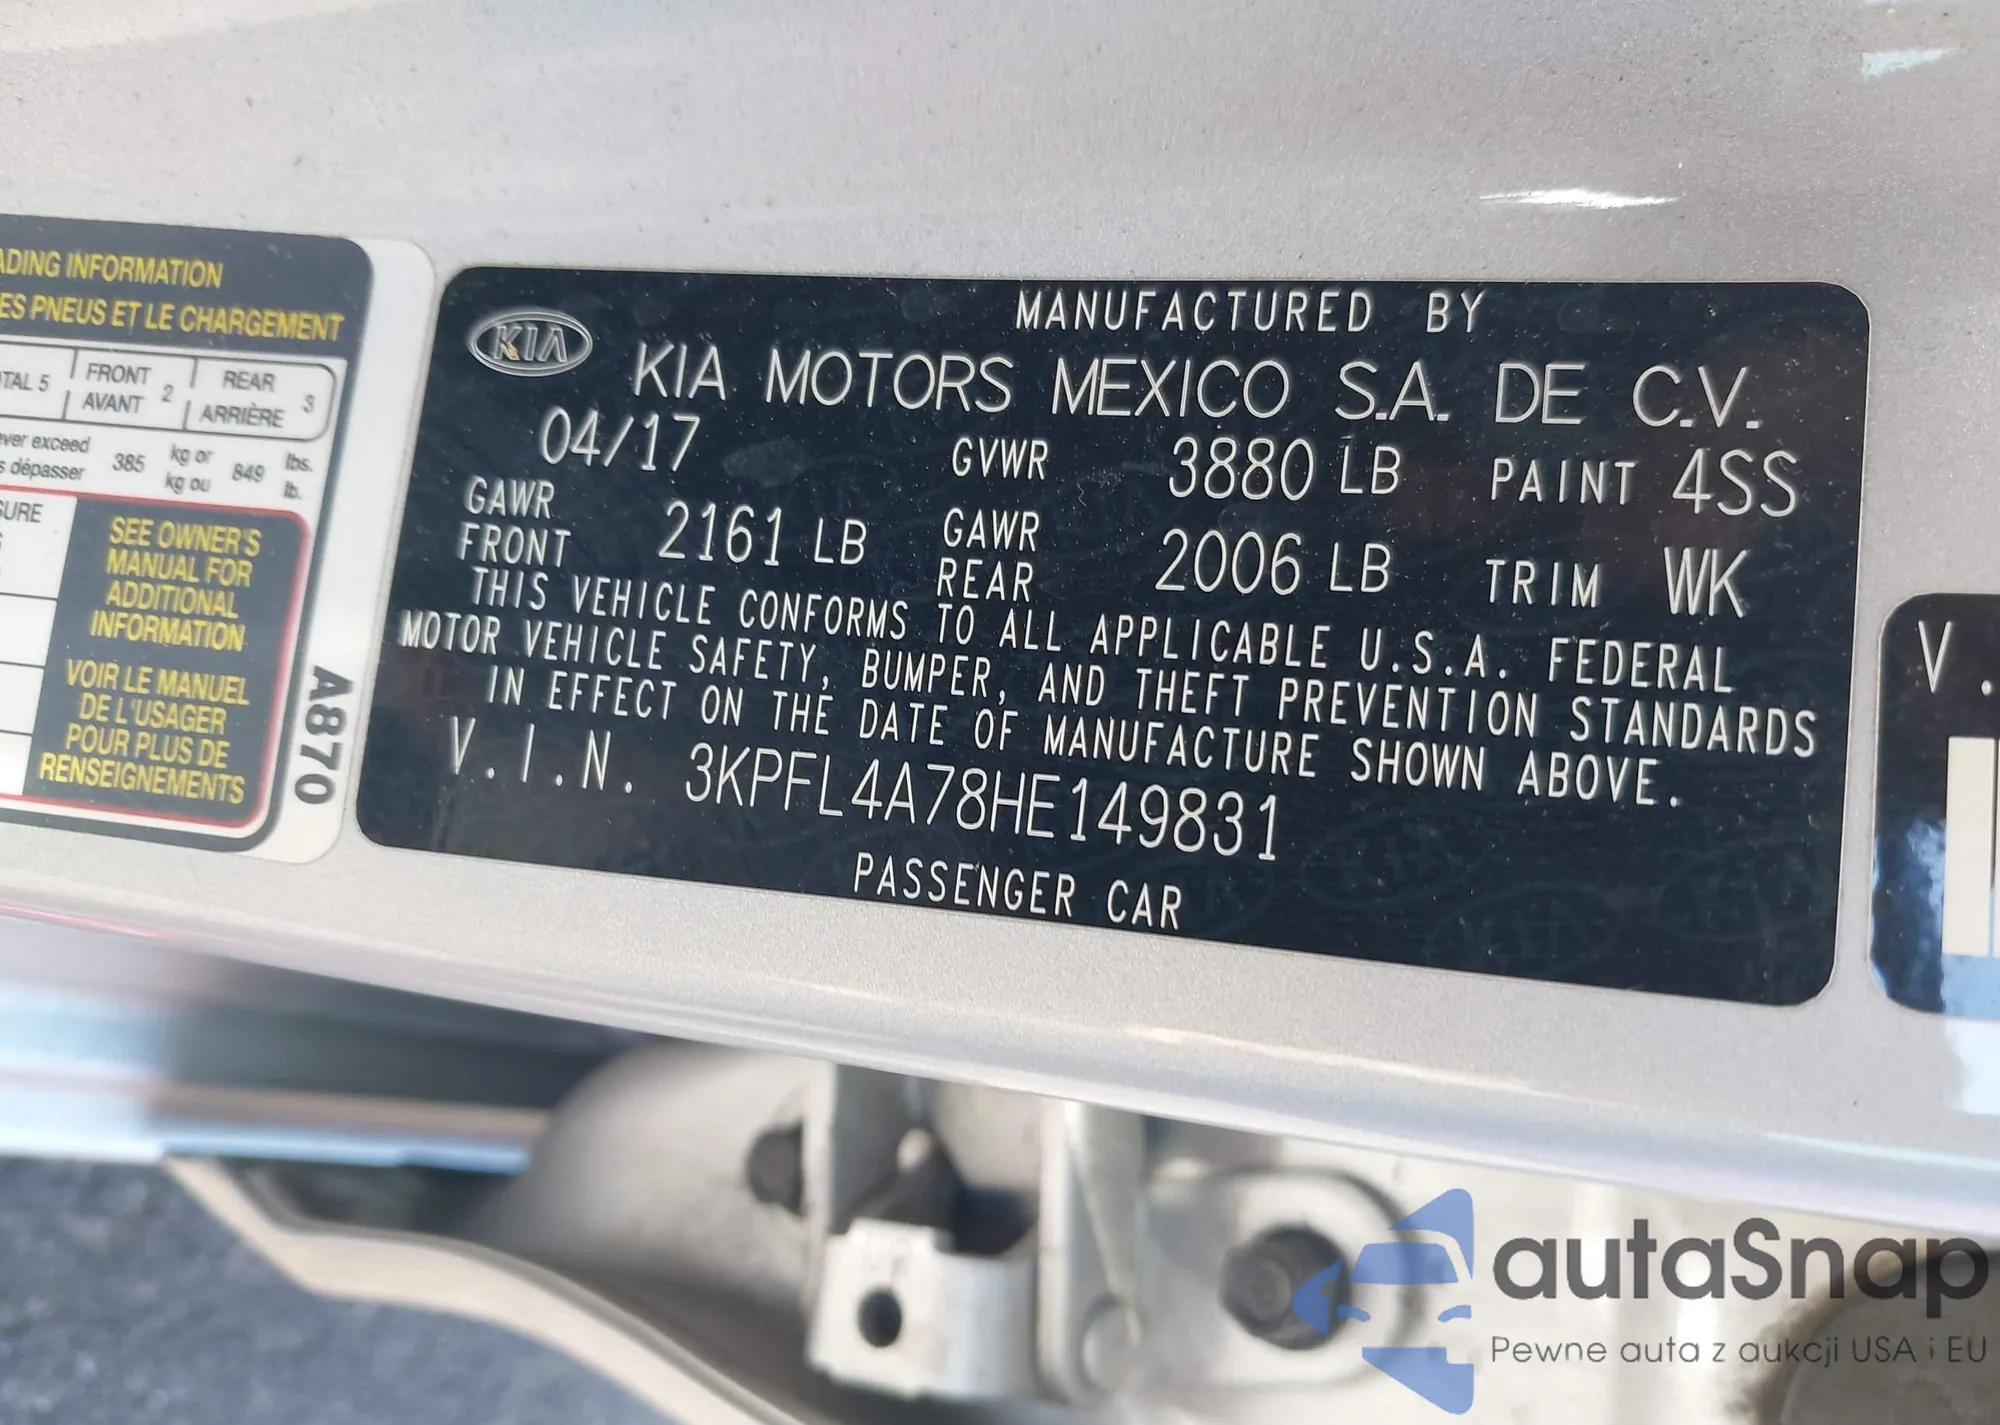 ADING INFORMATION
ES PNEUS ET LE CHARGEMENT
TAL 5 FRONT AVANT 2 REAR ARRIÈRE 3
ever exceed 385 kg or 849 lbs.
s dépasser kg ou lb.
SURE
SEE OWNER'S
MANUAL FOR
ADDITIONAL
INFORMATION
VOIR LE MANUEL
DE L'USAGER
POUR PLUS DE
RENSEIGNEMENTS
A870
KIA
MANUFACTURED BY
KIA MOTORS MEXICO S.A. DE C.V.
04/17 GVWR 3880 LB PAINT 4SS
GAWR FRONT 2161 LB GAWR REAR 2006 LB TRIM WK
THIS VEHICLE CONFORMS TO ALL APPLICABLE U.S.A. FEDERAL
MOTOR VEHICLE SAFETY, BUMPER, AND THEFT PREVENTION STANDARDS
IN EFFECT ON THE DATE OF MANUFACTURE SHOWN ABOVE.
V.I.N. 3KPFL4A78HE149831
PASSENGER CAR
V.
autaSnap
Pewne auta z aukcji USA i EU